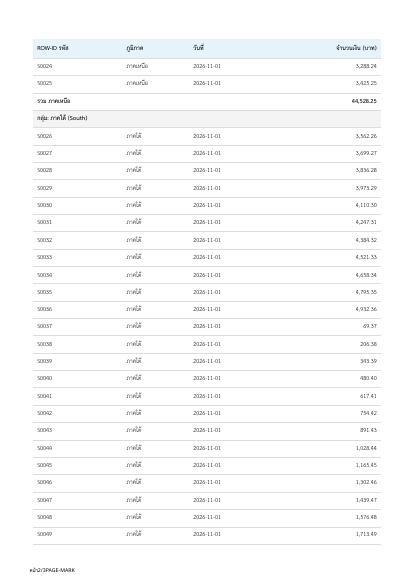 ROW-ID รหัส ภูมิภาค วันที่ จำนวนเงิน (บาท)
S0024 ภาคเหนือ 2026-11-01 3,288.24
S0025 ภาคเหนือ 2026-11-01 3,425.25
รวม ภาคเหนือ 44,528.25
กลุ่ม: ภาคใต้ (South)
S0026 ภาคใต้ 2026-11-01 3,562.26
S0027 ภาคใต้ 2026-11-01 3,699.27
S0028 ภาคใต้ 2026-11-01 3,836.28
S0029 ภาคใต้ 2026-11-01 3,973.29
S0030 ภาคใต้ 2026-11-01 4,110.30
S0031 ภาคใต้ 2026-11-01 4,247.31
S0032 ภาคใต้ 2026-11-01 4,384.32
S0033 ภาคใต้ 2026-11-01 4,521.33
S0034 ภาคใต้ 2026-11-01 4,658.34
S0035 ภาคใต้ 2026-11-01 4,795.35
S0036 ภาคใต้ 2026-11-01 4,932.36
S0037 ภาคใต้ 2026-11-01 69.37
S0038 ภาคใต้ 2026-11-01 206.38
S0039 ภาคใต้ 2026-11-01 343.39
S0040 ภาคใต้ 2026-11-01 480.40
S0041 ภาคใต้ 2026-11-01 617.41
S0042 ภาคใต้ 2026-11-01 754.42
S0043 ภาคใต้ 2026-11-01 891.43
S0044 ภาคใต้ 2026-11-01 1,028.44
S0045 ภาคใต้ 2026-11-01 1,165.45
S0046 ภาคใต้ 2026-11-01 1,302.46
S0047 ภาคใต้ 2026-11-01 1,439.47
S0048 ภาคใต้ 2026-11-01 1,576.48
S0049 ภาคใต้ 2026-11-01 1,713.49
หน้า2/3PAGE-MARK